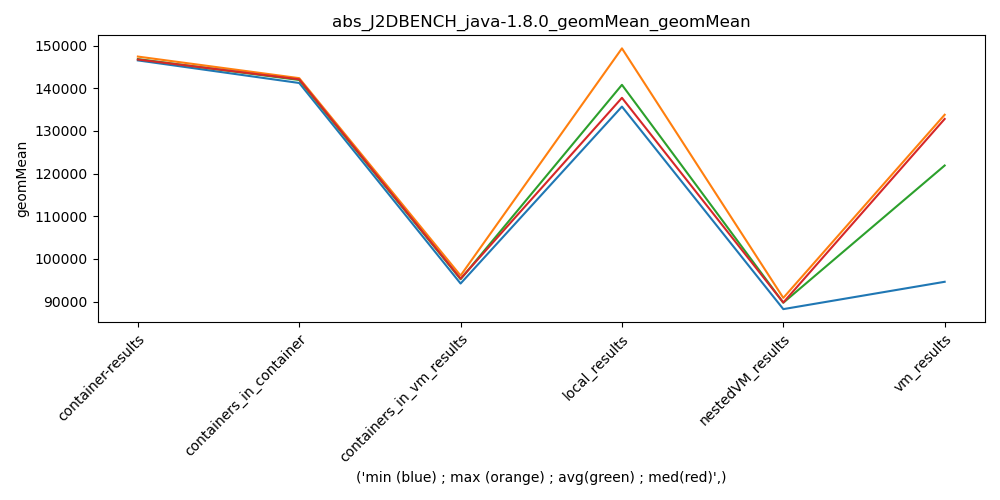 abs_J2DBENCH_java-1.8.0_geomMean_geomMean
geomMean
150000
140000
130000
120000
110000
100000
90000
container-results
containers_in_container
containers_in_vm_results
local_results
nestedVM_results
vm_results
('min (blue) ; max (orange) ; avg(green) ; med(red)',)